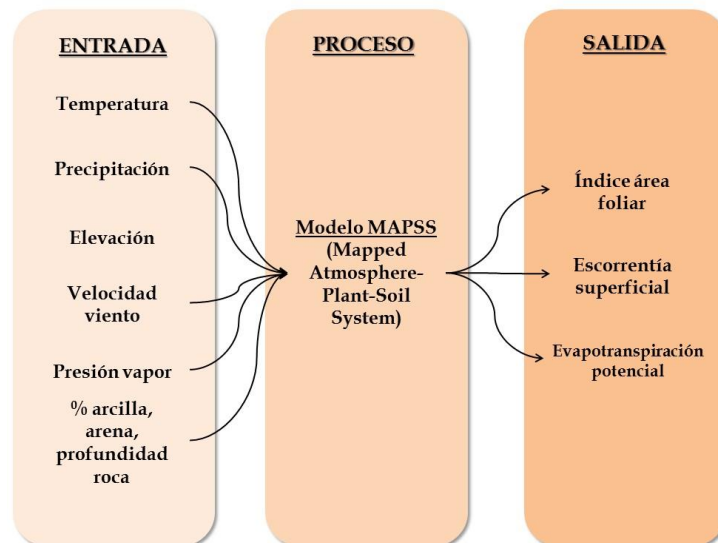 ENTRADA
Temperatura
Precipitación
Elevación
Velocidad
viento
Presión vapor
% arcilla,
arena,
profundidad
roca
PROCESO
Modelo MAPSS
(Mapped
Atmosphere-
Plant-Soil
System)
SALIDA
Índice área
foliar
Escorrentía
superficial
Evapotranspiración
potencial